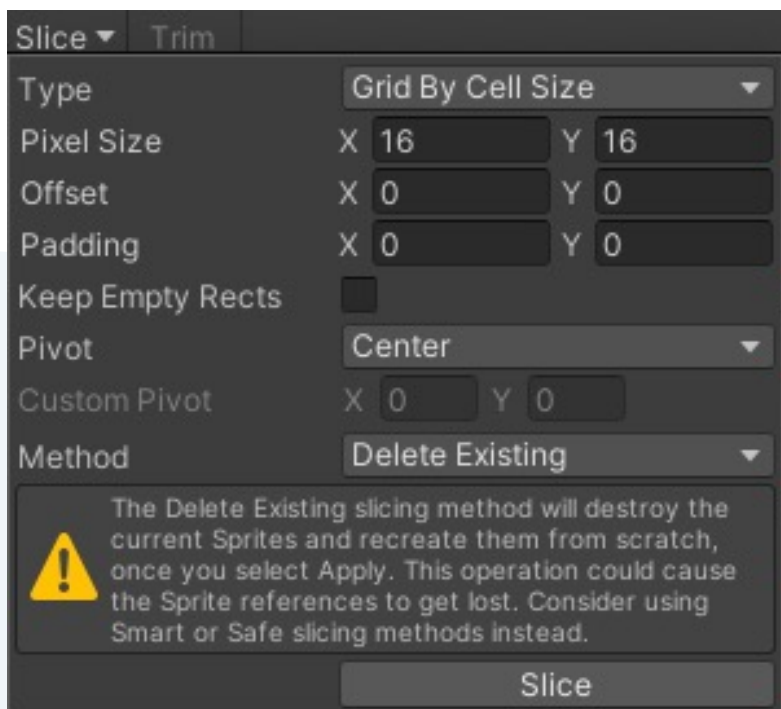 Slice Trim
Type Grid By Cell Size
Pixel Size X 16 Y 16
Offset X 0 Y 0
Padding X 0 Y 0
Keep Empty Rects
Pivot Center
Custom Pivot X 0 Y 0
Method Delete Existing
The Delete Existing slicing method will destroy the
current Sprites and recreate them from scratch,
once you select Apply. This operation could cause
the Sprite references to get lost. Consider using
Smart or Safe slicing methods instead.
Slice